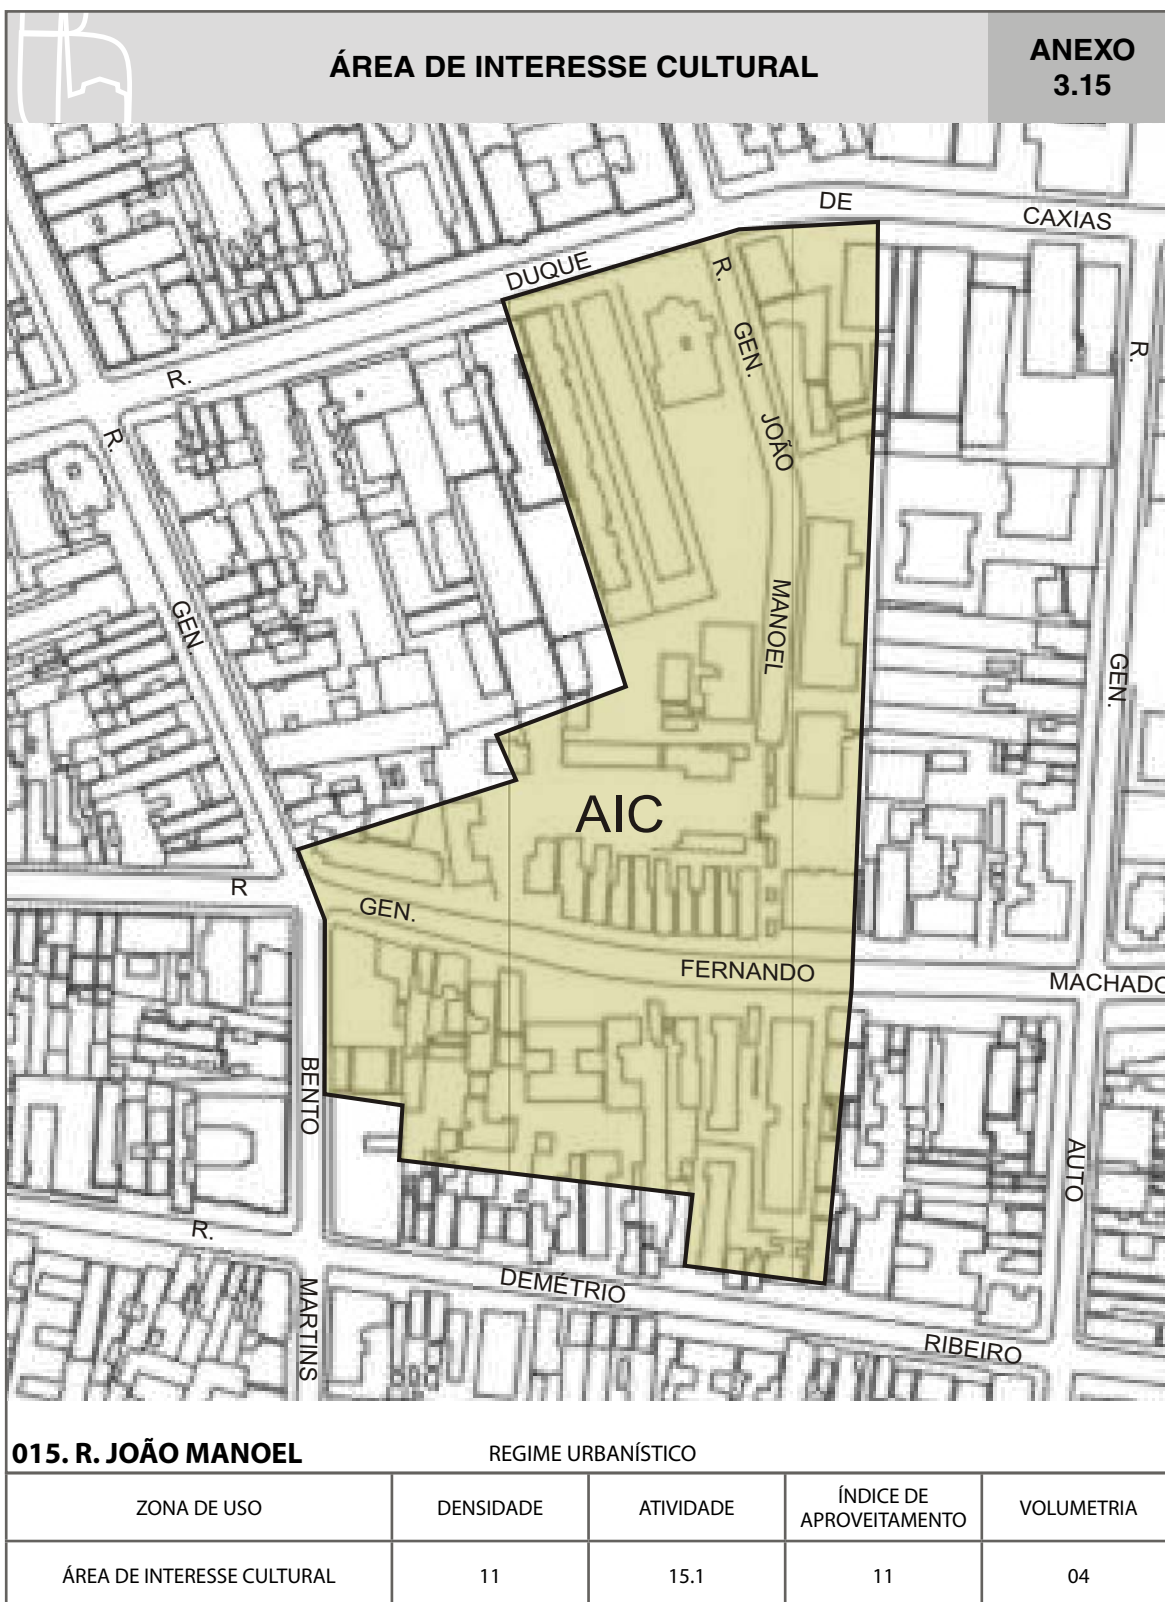 ÁREA DE INTERESSE CULTURAL
ANEXO
3.15
DE
CAXIAS
DUQUE
R.
R.
GEN.
JOÃO
MANOEL
R.
R.
GEN.
GEN.
AIC
R
GEN.
FERNANDO
MACHADO
BENTO
MARTINS
AUTO
R.
DEMÉTRIO
RIBEIRO
015. R. JOÃO MANOEL
REGIME URBANÍSTICO
ZONA DE USO
DENSIDADE
ATIVIDADE
ÍNDICE DE
APROVEITAMENTO
VOLUMETRIA
ÁREA DE INTERESSE CULTURAL
11
15.1
11
04